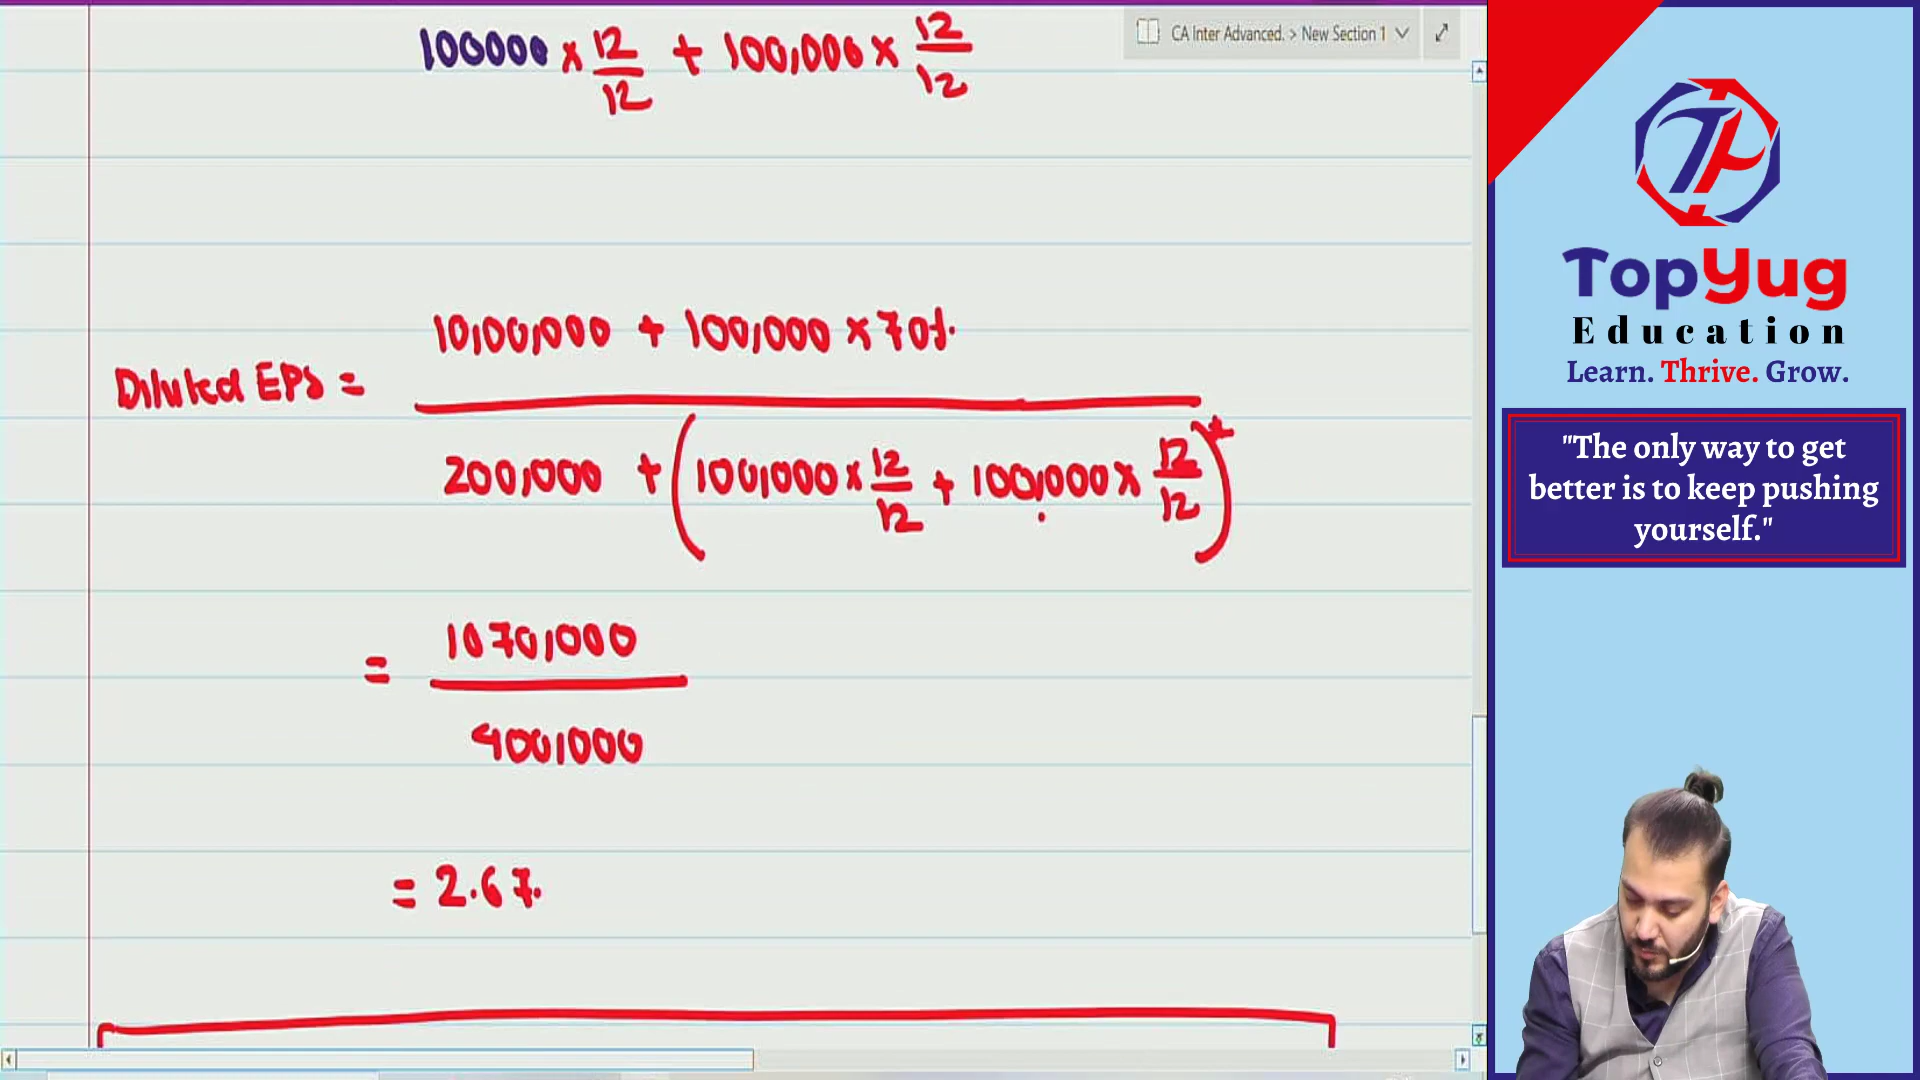 100000 x 12/12 + 100,000 x 12/12
CA Inter Advanced. > New Section 1
10,00,000 + 100,000 x 70%.
Diluted EPS =
200,000 + (100,000 x 12/12 + 100,000 x 12/12)*
= 1070,000
400,000
= 2.67.
TopYug
Education
Learn. Thrive. Grow.
"The only way to get
better is to keep pushing
yourself."